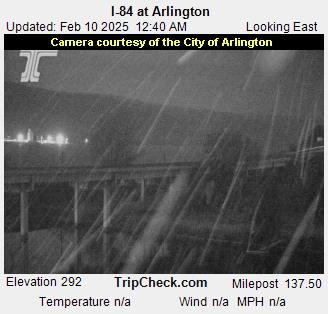 I-84 at Arlington
Updated: Feb 10 2025 12:40 AM Looking East
Camera courtesy of the City of Arlington
Elevation 292 TripCheck.com Milepost 137.50
Temperature n/a Wind n/a MPH n/a